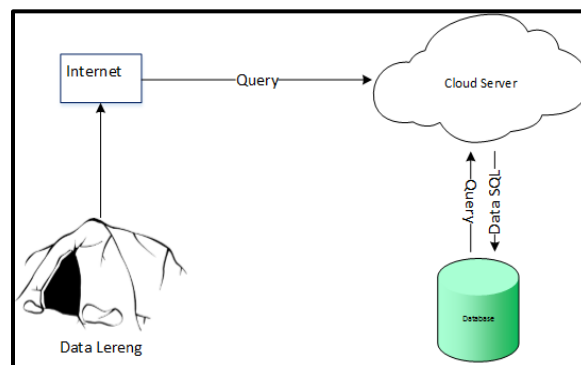 Internet
Query
Cloud Server
Query
Data SQL
Database
Data Lereng